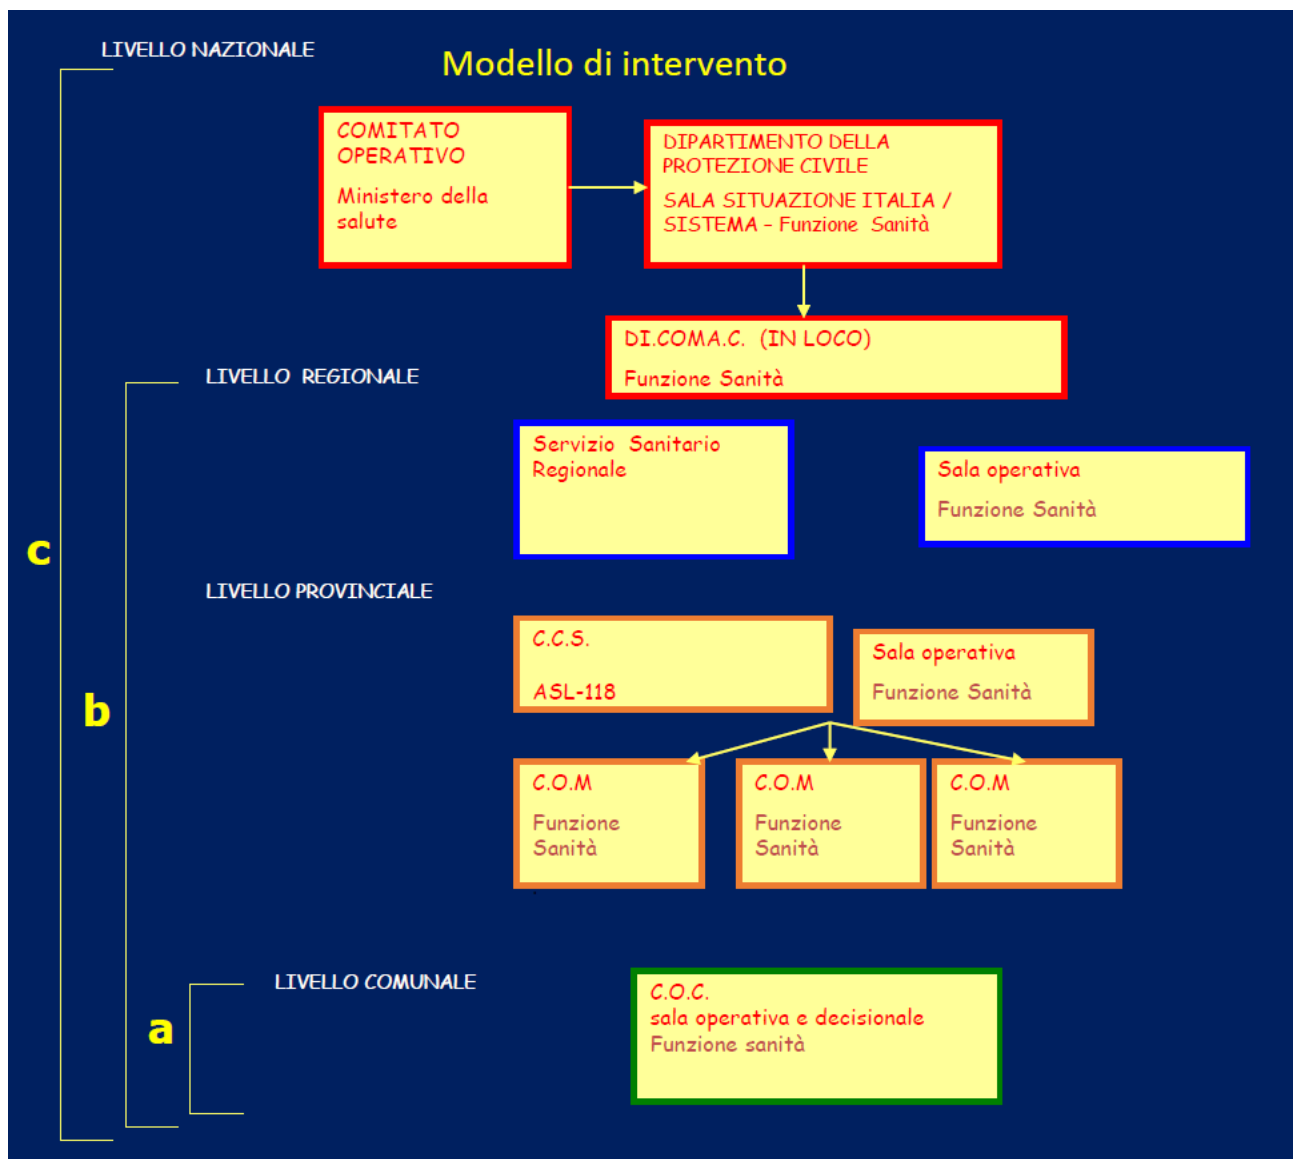 LIVELLO NAZIONALE
Modello di intervento
COMITATO
OPERATIVO
Ministero della
salute
DIPARTIMENTO DELLA
PROTEZIONE CIVILE
SALA SITUAZIONE ITALIA /
SISTEMA – Funzione Sanità
DI.COMA.C. (IN LOCO)
Funzione Sanità
LIVELLO REGIONALE
Servizio Sanitario
Regionale
Sala operativa
Funzione Sanità
c
LIVELLO PROVINCIALE
C.C.S.
ASL-118
Sala operativa
Funzione Sanità
b
C.O.M
Funzione
Sanità
C.O.M
Funzione
Sanità
C.O.M
Funzione
Sanità
LIVELLO COMUNALE
a
C.O.C.
sala operativa e decisionale
Funzione sanità